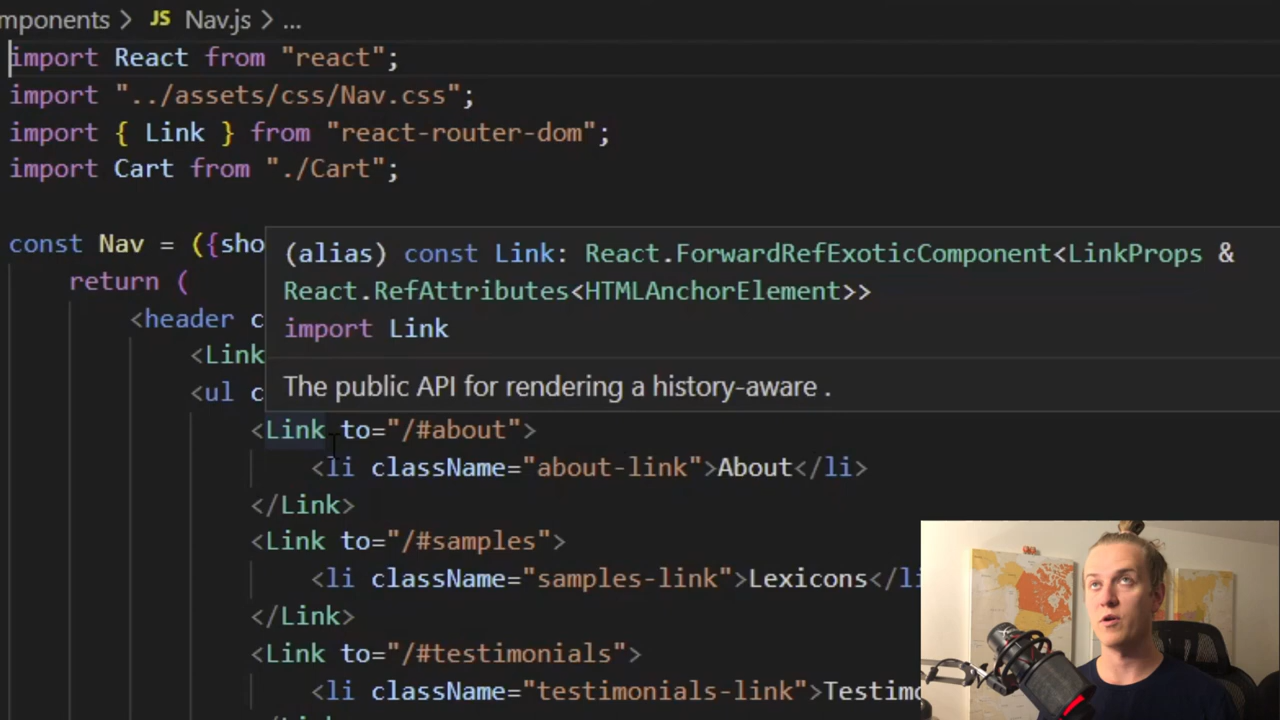 mponents > JS Nav.js > ...
import React from "react";
import "../assets/css/Nav.css";
import { Link } from "react-router-dom";
import Cart from "./Cart";
const Nav = ({sho
return (
<header c
<Link
<ul c
(alias) const Link: React.ForwardRefExoticComponent<LinkProps &
React.RefAttributes<HTMLAnchorElement>>
import Link
The public API for rendering a history-aware .
<Link to="/#about">
<li className="about-link">About</li>
</Link>
<Link to="/#samples">
<li className="samples-link">Lexicons</li
</Link>
<Link to="/#testimonials">
<li className="testimonials-link">Testimo
</Link>